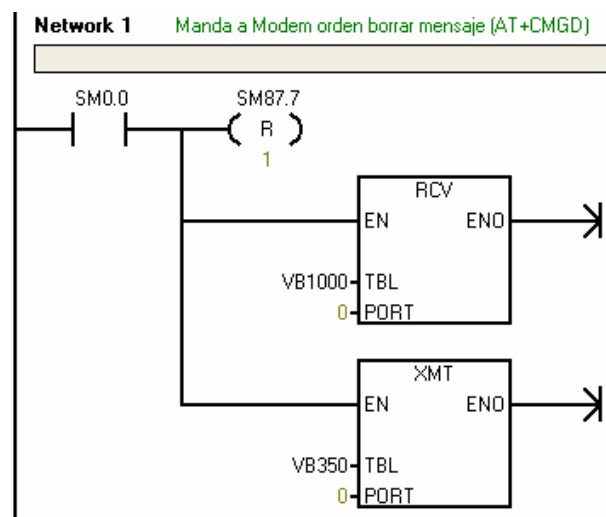 Network 1 Manda a Modem orden borrar mensaje (AT+CMGD)
SM0.0 SM87.7
R
1
RCV
EN ENO
VB1000 TBL
0 PORT
XMT
EN ENO
VB350 TBL
0 PORT